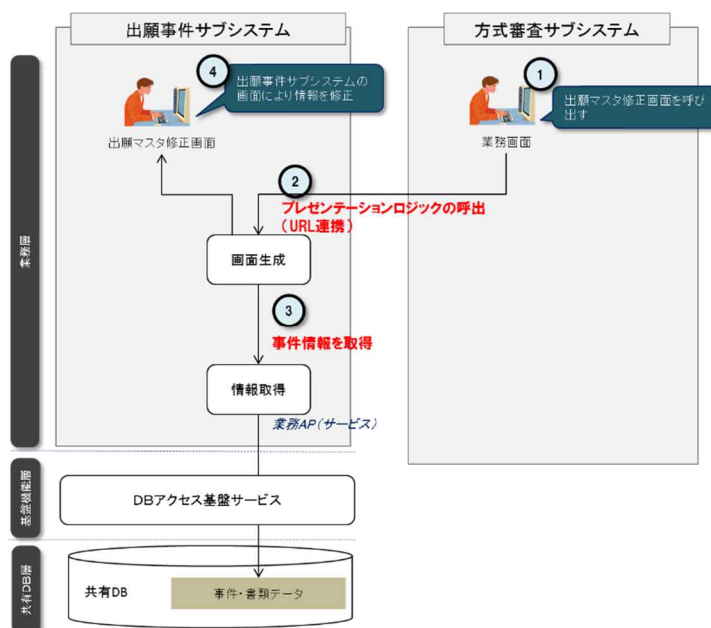 出願事件サブシステム
方式審査サブシステム
4
出願事件サブシステムの
画面により情報を修正
1
出願マスタ修正画面を呼び
出す
出願マスタ修正画面
業務画面
2
プレゼンテーションロジックの呼出
（URL連携）
画面生成
業務層
3
事件情報を取得
情報取得
業務AP（サービス）
基盤機能層
DBアクセス基盤サービス
共有DB層
共有DB
事件・書類データ